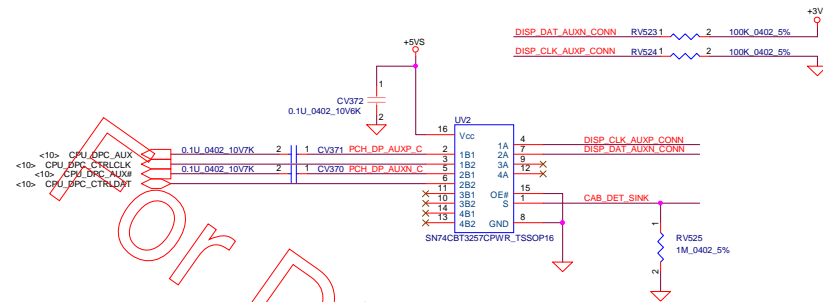 +3V
DISP_DAT_AUXN_CONN RV523 1 2 100K_0402_5%
DISP_CLK_AUXP_CONN RV524 1 2 100K_0402_5%
+5VS
1
CV372
0.1U_0402_10V6K
2
UV2
16 Vcc
<10> CPU_DPC_AUX 0.1U_0402_10V7K 2 1 CV371 PCH_DP_AUXP_C 2 1B1
<10> CPU_DPC_CTRLCLK 3 1B2
<10> CPU_DPC_AUX# 0.1U_0402_10V7K 2 1 CV370 PCH_DP_AUXN_C 5 2B1
<10> CPU_DPC_CTRLDAT 6 2B2
11 3B1
10 3B2
14 4B1
13 4B2
1A 4 DISP_CLK_AUXP_CONN
2A 7 DISP_DAT_AUXN_CONN
3A 9
4A 12
OE# 15
S 1 CAB_DET_SINK
GND 8
SN74CBT3257CPWR_TSSOP16
1
RV525
1M_0402_5%
2
For D